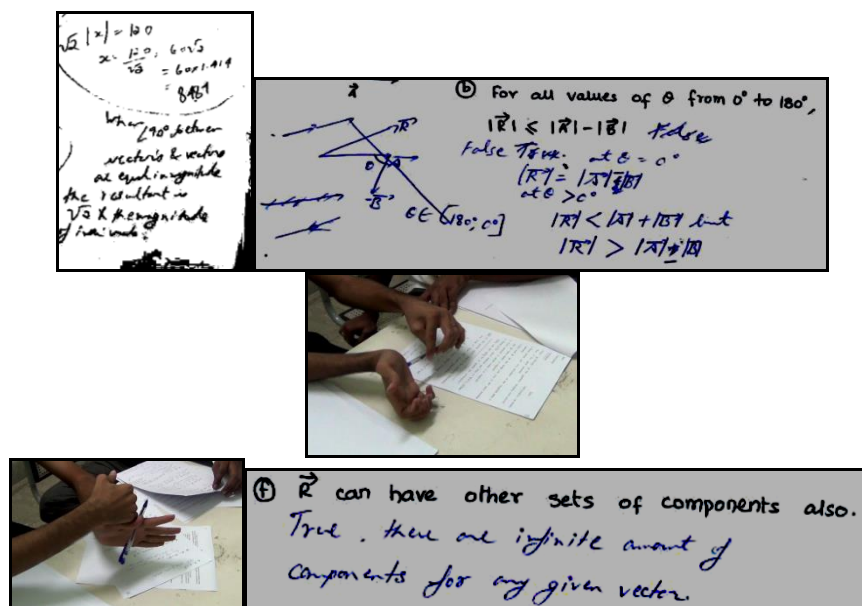 √2 |x| = 120
x = 120/√2 = 60√2
= 60 x 1.414
= 84.84
When
∠90° between
vectors & vectors
are equal in magnitude
the resultant is
√2 X the magnitude
of
R
R
θ
-B
θ ∈ [180°, 0°]
ⓑ For all values of θ from 0° to 180°,
|R⃗| ⩽ |A⃗| - |B⃗| False
False at θ = 0°
|R⃗| = |A⃗| + |B⃗|
at θ > 0°
|R⃗| < |A⃗| + |B⃗| but
|R⃗| > |A⃗| - |B⃗|
ⓕ R⃗ can have other sets of components also.
True, there are infinite amount of
components for any given vector.